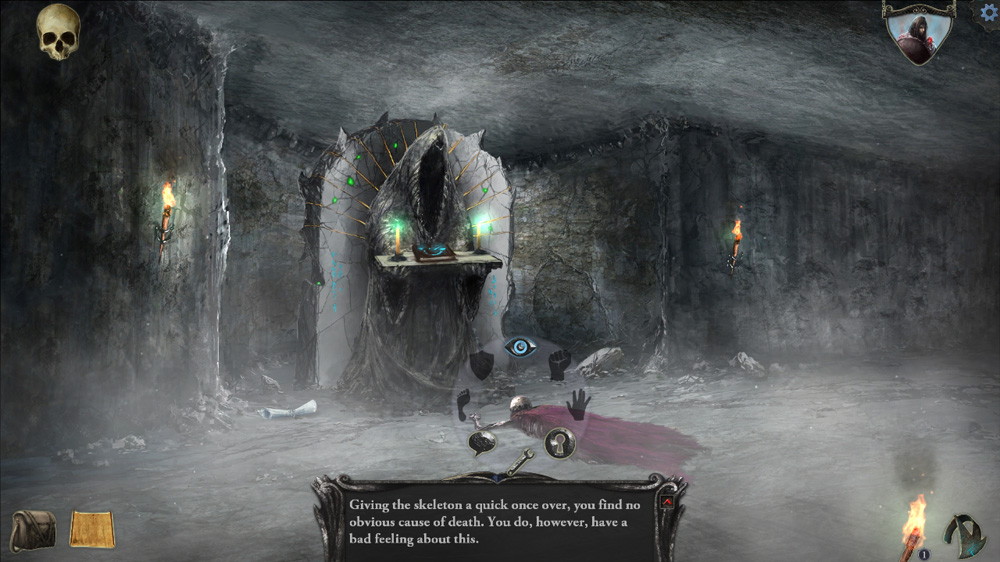 Giving the skeleton a quick once over, you find no
obvious cause of death. You do, however, have a
bad feeling about this.
1